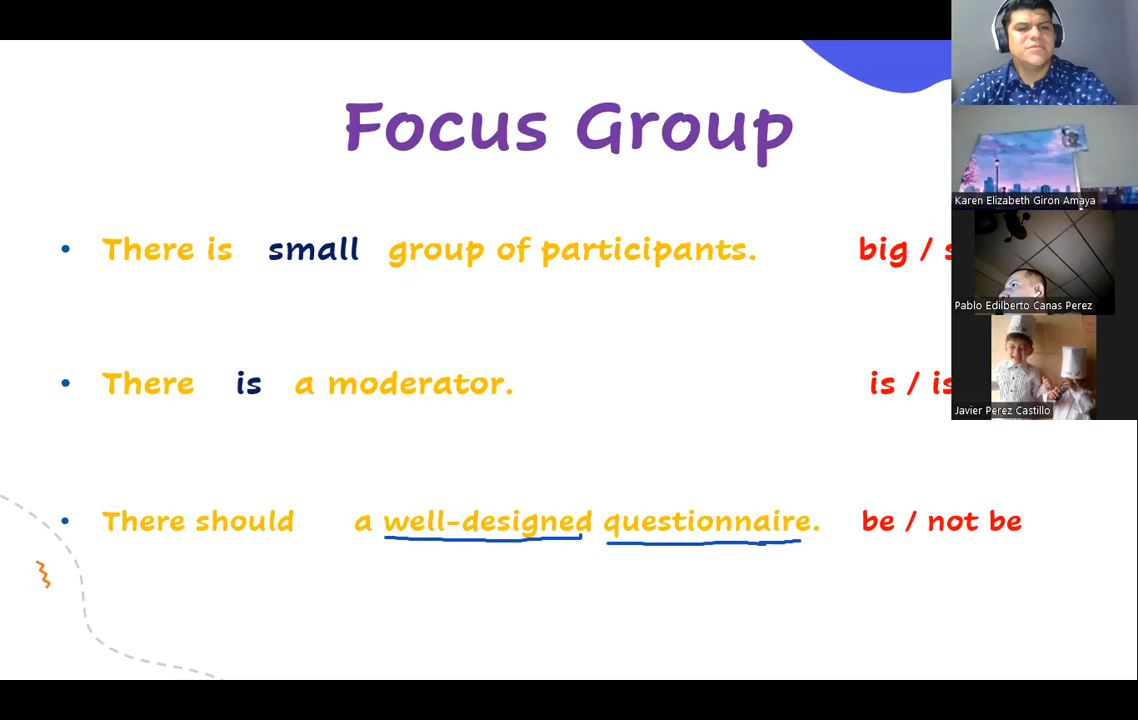 Focus Group
Karen Elizabeth Giron Amaya
• There is small group of participants. big / s
Pablo Edilberto Canas Perez
• There is a moderator. is / is
Javier Perez Castillo
• There should a well-designed questionnaire. be / not be